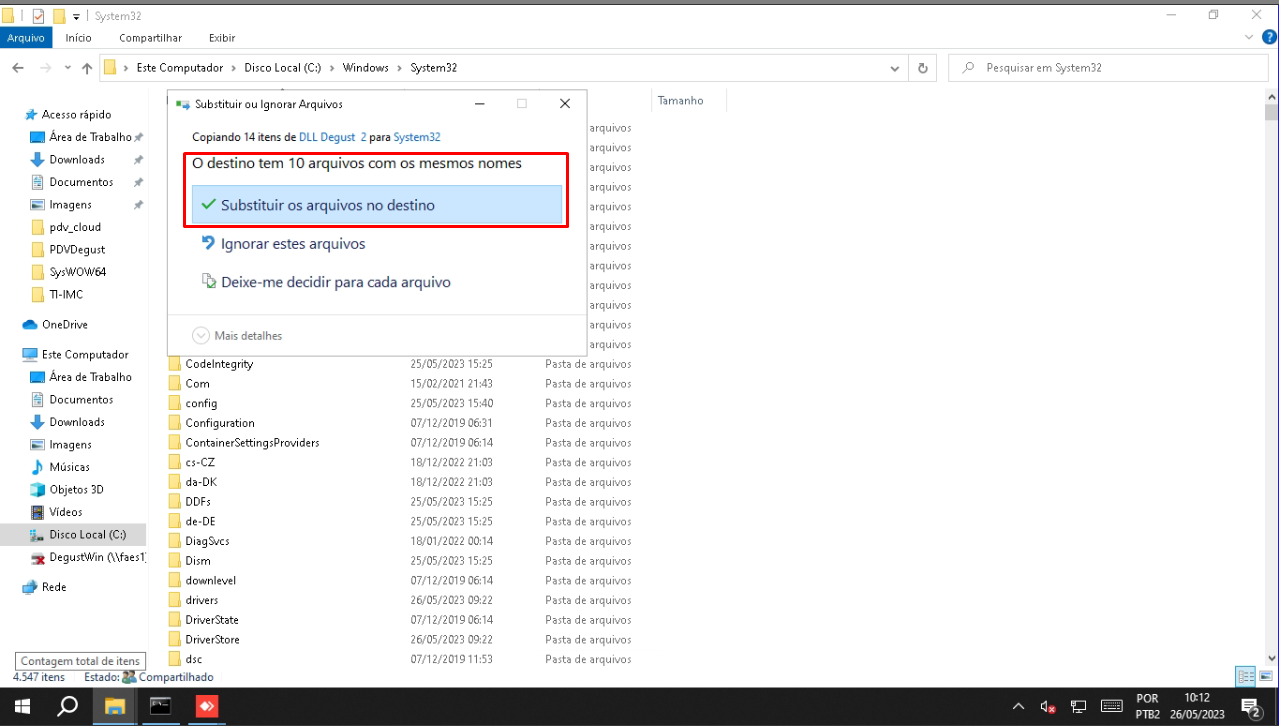 System32
Arquivo Início Compartilhar Exibir
Este Computador Disco Local (C:) Windows System32
Pesquisar em System32
Tamanho
Acesso rápido
Área de Trabalho
Downloads
Documentos
Imagens
pdv_cloud
PDVDegust
SysWOW64
TI-IMC
OneDrive
Este Computador
Área de Trabalho
Documentos
Downloads
Imagens
Músicas
Objetos 3D
Vídeos
Disco Local (C:)
DegustWin (\\faes1
Rede
Substituir ou Ignorar Arquivos
Copiando 14 itens de DLL Degust 2 para System32
O destino tem 10 arquivos com os mesmos nomes
Substituir os arquivos no destino
Ignorar estes arquivos
Deixe-me decidir para cada arquivo
Mais detalhes
arquivos
arquivos
arquivos
arquivos
arquivos
arquivos
arquivos
arquivos
arquivos
arquivos
arquivos
arquivos
CodeIntegrity 25/05/2023 15:25 Pasta de arquivos
Com 15/02/2021 21:43 Pasta de arquivos
config 25/05/2023 15:40 Pasta de arquivos
Configuration 07/12/2019 06:31 Pasta de arquivos
ContainerSettingsProviders 07/12/2019 06:14 Pasta de arquivos
cs-CZ 18/12/2022 21:03 Pasta de arquivos
da-DK 18/12/2022 21:03 Pasta de arquivos
DDFs 25/05/2023 15:25 Pasta de arquivos
de-DE 25/05/2023 15:25 Pasta de arquivos
DiagSvcs 18/01/2022 00:14 Pasta de arquivos
Dism 25/05/2023 15:25 Pasta de arquivos
downlevel 07/12/2019 06:14 Pasta de arquivos
drivers 26/05/2023 09:22 Pasta de arquivos
DriverState 07/12/2019 06:14 Pasta de arquivos
DriverStore 26/05/2023 09:22 Pasta de arquivos
dsc 07/12/2019 11:53 Pasta de arquivos
Contagem total de itens
4.547 itens Estado: Compartilhado
POR
PTB2
10:12
26/05/2023
2